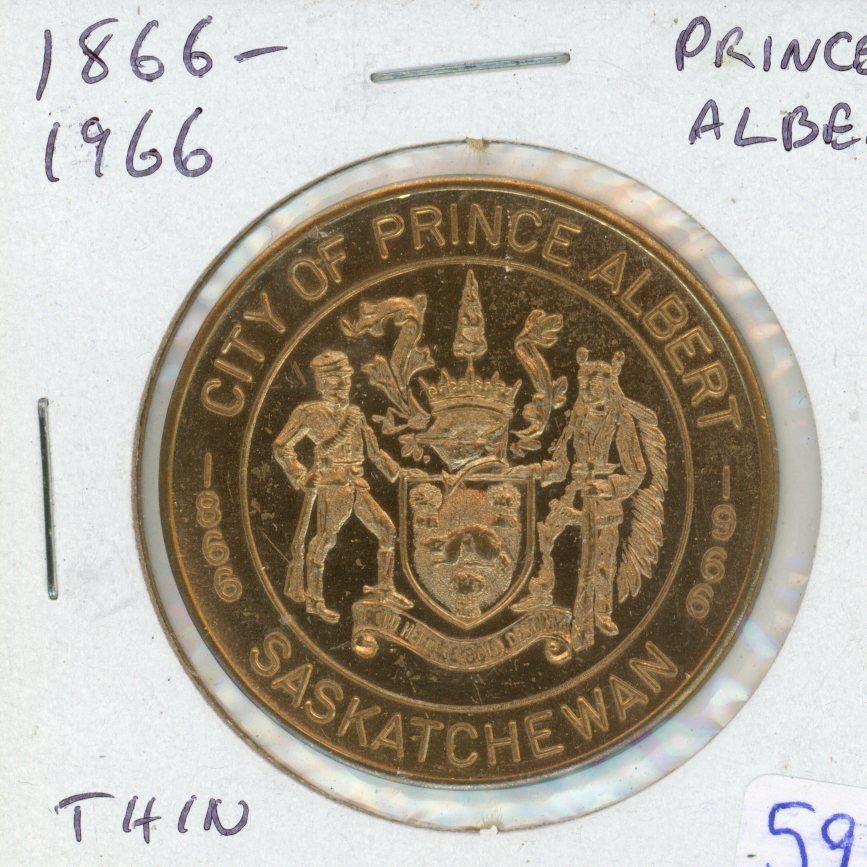 1866-
1966
PRINCE
ALBE
CITY OF PRINCE ALBERT
1866
1966
SASKATCHEWAN
THIN
59